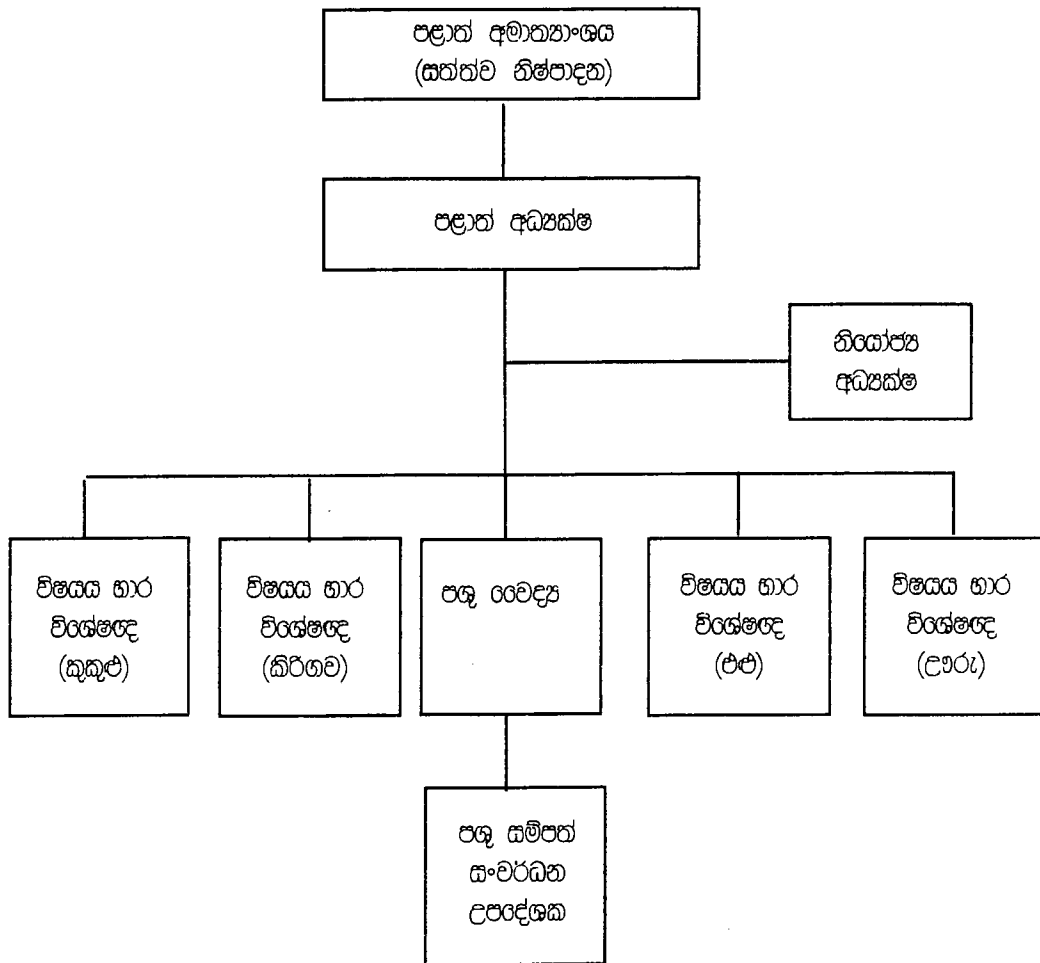 පළාත් අමාත්‍යාංශය
(සත්ත්ව නිෂ්පාදන)
පළාත් අධ්‍යක්ෂ
නියෝජ්‍ය
අධ්‍යක්ෂ
විෂයය භාර
විශේෂඥ
(කුකුළු)
විෂයය භාර
විශේෂඥ
(කිරිගව)
පශු වෛද්‍ය
විෂයය භාර
විශේෂඥ
(එළු)
විෂයය භාර
විශේෂඥ
(ඌරු)
පශු සම්පත්
සංවර්ධන
උපදේශක